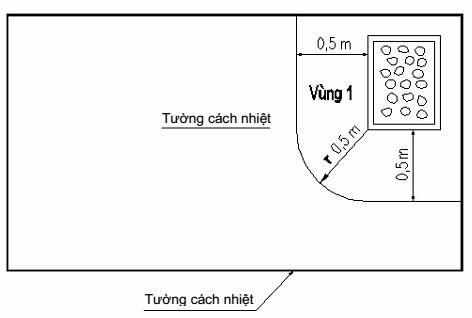 0,5 m
Vùng 1
Tường cách nhiệt
r 0,5 m
0,5 m
Tường cách nhiệt